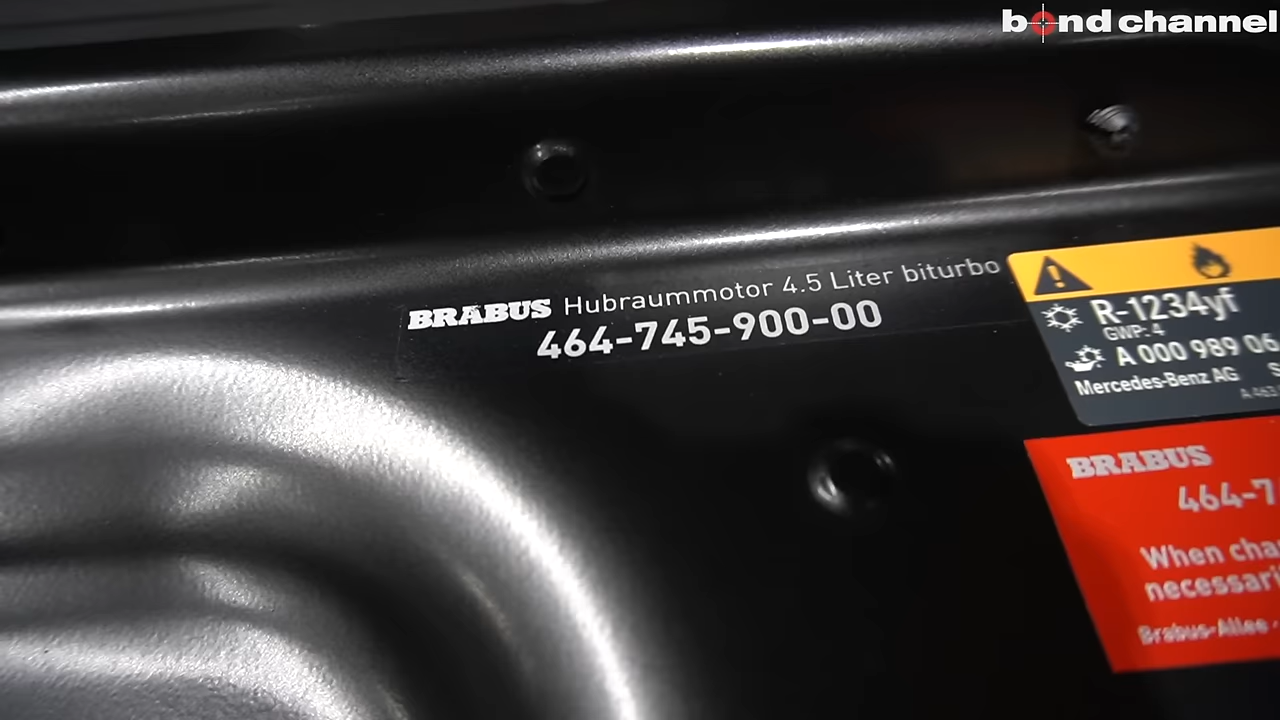 bond channel
BRABUS Hubraummotor 4.5 Liter biturbo
464-745-900-00
R-1234yf
GWP: 4
A 000 989 06
Mercedes-Benz AG S
A 463
BRABUS
464-7
When cha
necessari
Brabus-Allee -